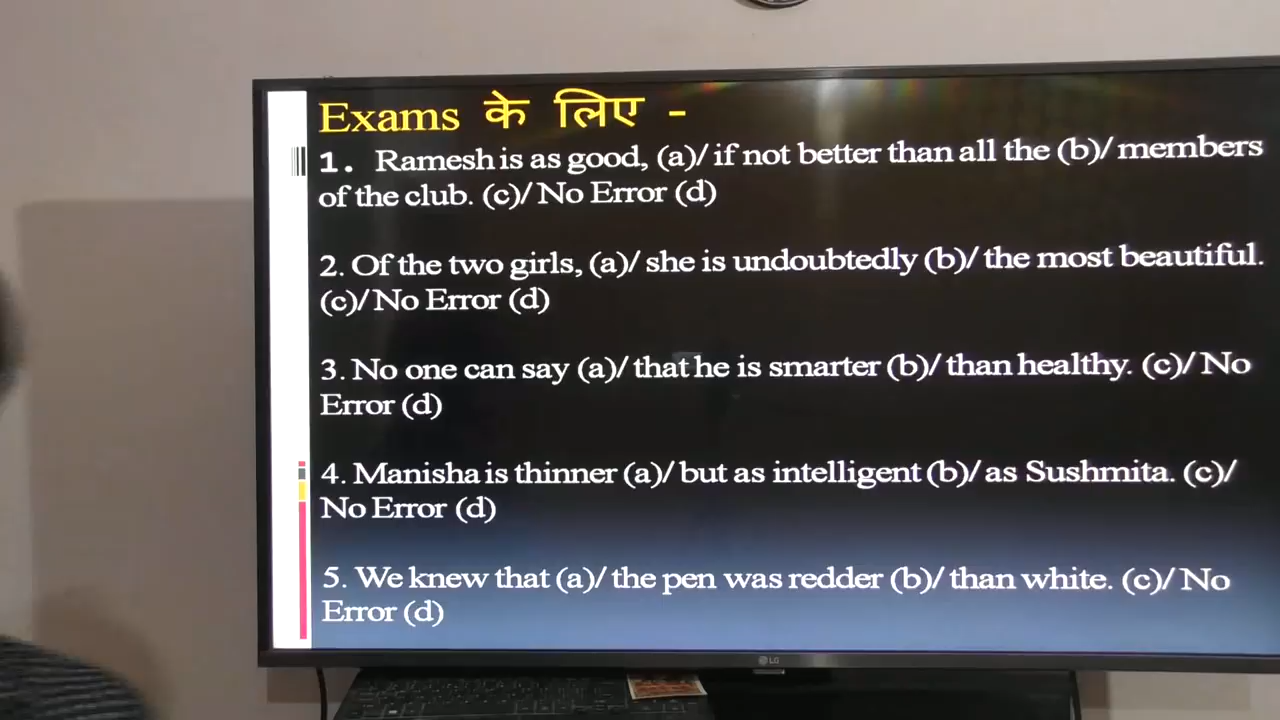 Exams के लिए -
1. Ramesh is as good, (a)/ if not better than all the (b)/ members
of the club. (c)/ No Error (d)
2. Of the two girls, (a)/ she is undoubtedly (b)/ the most beautiful.
(c)/ No Error (d)
3. No one can say (a)/ that he is smarter (b)/ than healthy. (c)/ No
Error (d)
4. Manisha is thinner (a)/ but as intelligent (b)/ as Sushmita. (c)/
No Error (d)
5. We knew that (a)/ the pen was redder (b)/ than white. (c)/ No
Error (d)
LG